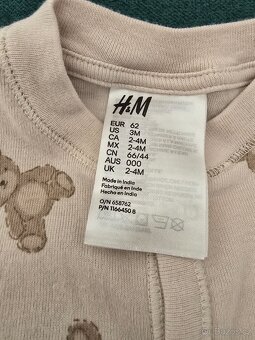 H&M
EUR 62
US 3M
CA 2-4M
MX 2-4M
CN 66/44
AUS 000
UK 2-4M
Made in India
Fabriqué en Inde
Hecho en India
O/N 658762
P/N 1166450 8